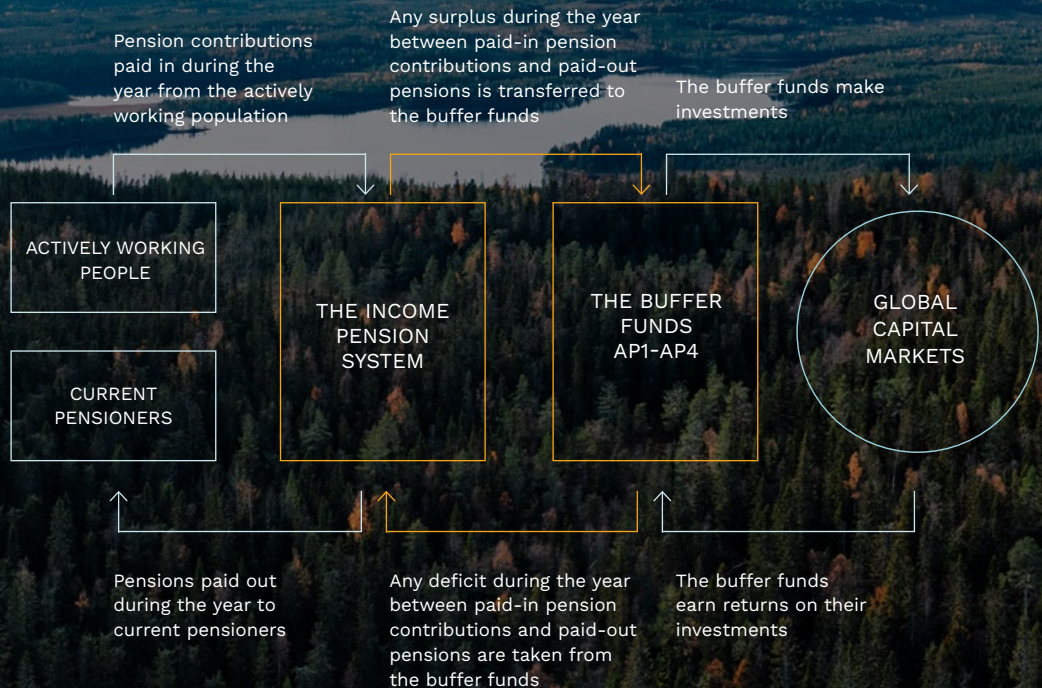 Pension contributions
paid in during the
year from the actively
working population
Any surplus during the year
between paid-in pension
contributions and paid-out
pensions is transferred to
the buffer funds
The buffer funds make
investments
ACTIVELY WORKING
PEOPLE
CURRENT
PENSIONERS
THE INCOME
PENSION
SYSTEM
THE BUFFER
FUNDS
AP1-AP4
GLOBAL
CAPITAL
MARKETS
Pensions paid out
during the year to
current pensioners
Any deficit during the year
between paid-in pension
contributions and paid-out
pensions are taken from
the buffer funds
The buffer funds
earn returns on their
investments